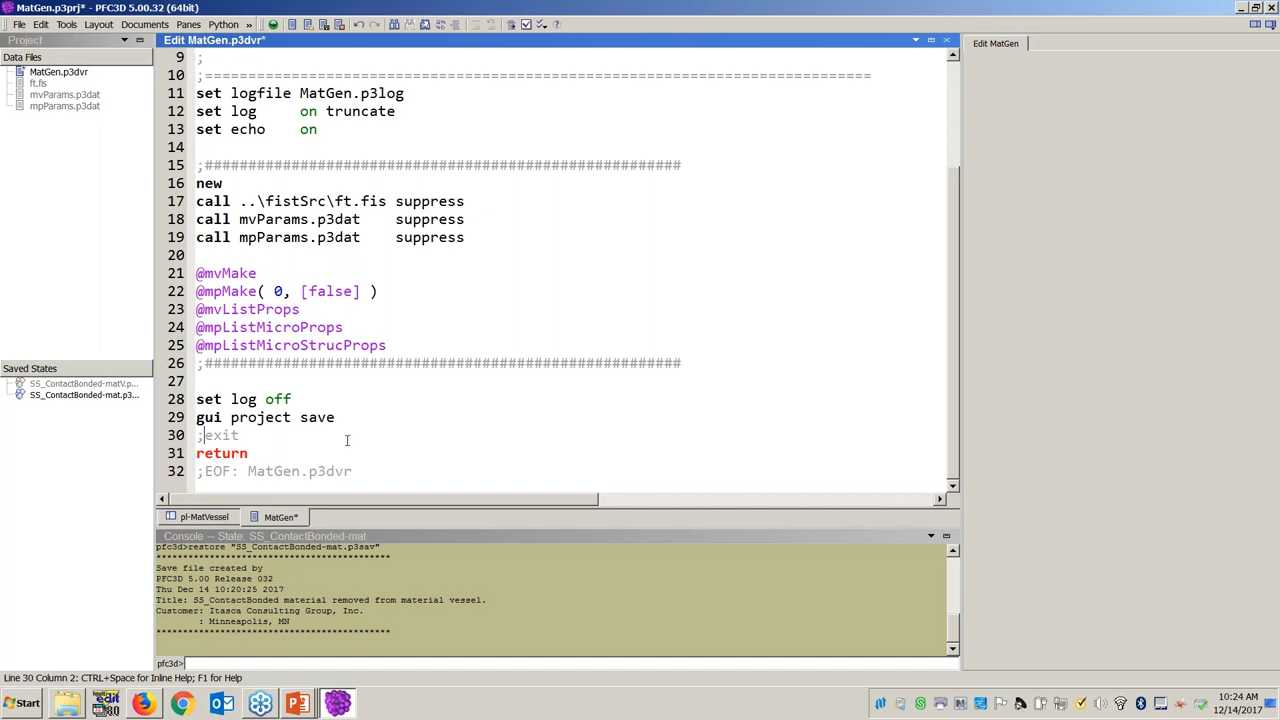 MatGen.p3prj* - PFC3D 5.00.32 (64bit)
File Edit Tools Layout Documents Panes Python »
Project
Edit MatGen.p3dvr*
Edit MatGen
Data Files
MatGen.p3dvr
ft.fis
mvParams.p3dat
mpParams.p3dat
9 ;
10 ;=============================================================================
11 set logfile MatGen.p3log
12 set log on truncate
13 set echo on
14
15 ;#######################################################
16 new
17 call ..\fistSrc\ft.fis suppress
18 call mvParams.p3dat suppress
19 call mpParams.p3dat suppress
20
21 @mvMake
22 @mpMake( 0, [false] )
23 @mvListProps
24 @mpListMicroProps
25 @mpListMicroStrucProps
26 ;#######################################################
27
28 set log off
29 gui project save
30 ;exit
31 return
32 ;EOF: MatGen.p3dvr
Saved States
SS_ContactBonded-matV.p...
SS_ContactBonded-mat.p3...
pl-MatVessel MatGen*
Console -- State: SS_ContactBonded-mat
pfc3d>restore "SS_ContactBonded-mat.p3sav"
*******************************************
Save file created by
PFC3D 5.00 Release 032
Thu Dec 14 10:20:25 2017
Title: SS_ContactBonded material removed from material vessel.
Customer: Itasca Consulting Group, Inc.
: Minneapolis, MN
*******************************************
pfc3d>
Line 30 Column 2: CTRL+Space for Inline Help; F1 for Help
Start
10:24 AM
12/14/2017